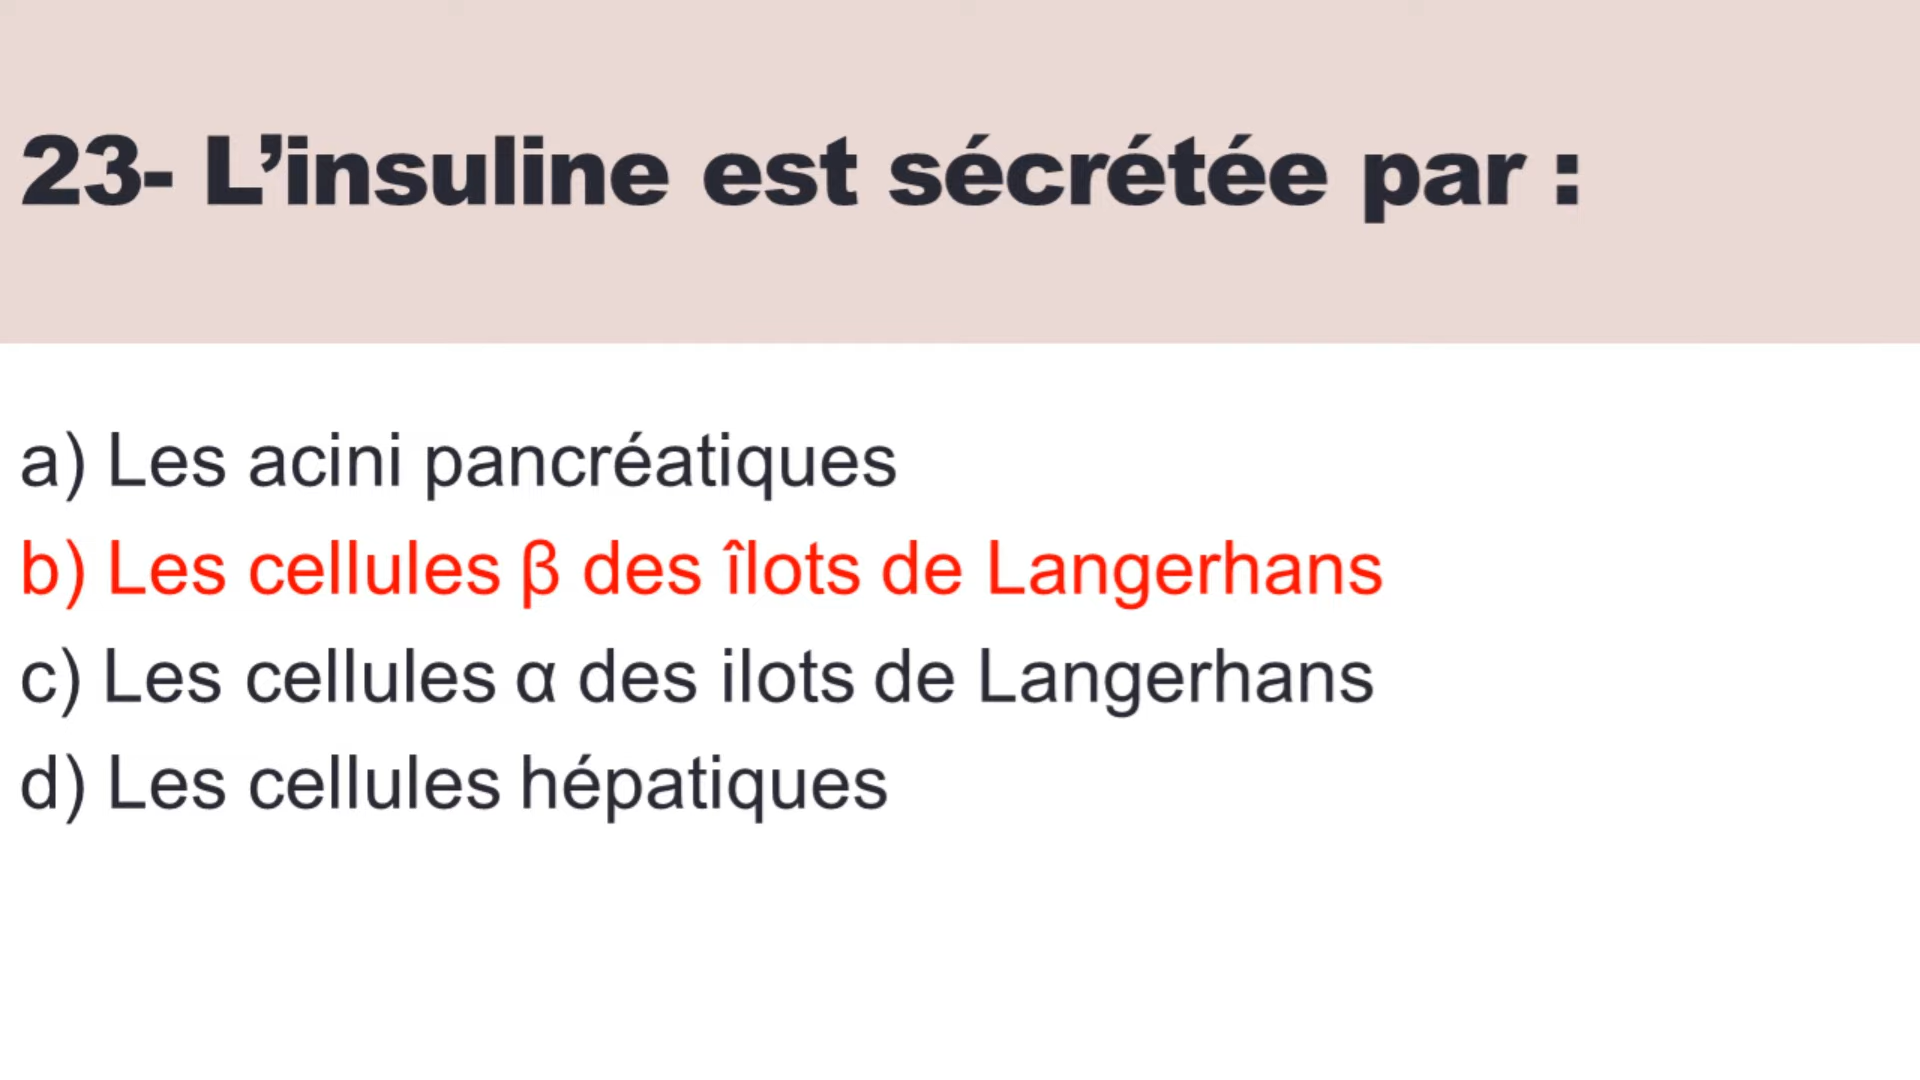 23- L’insuline est sécrétée par :
a) Les acini pancréatiques
b) Les cellules β des îlots de Langerhans
c) Les cellules α des ilots de Langerhans
d) Les cellules hépatiques